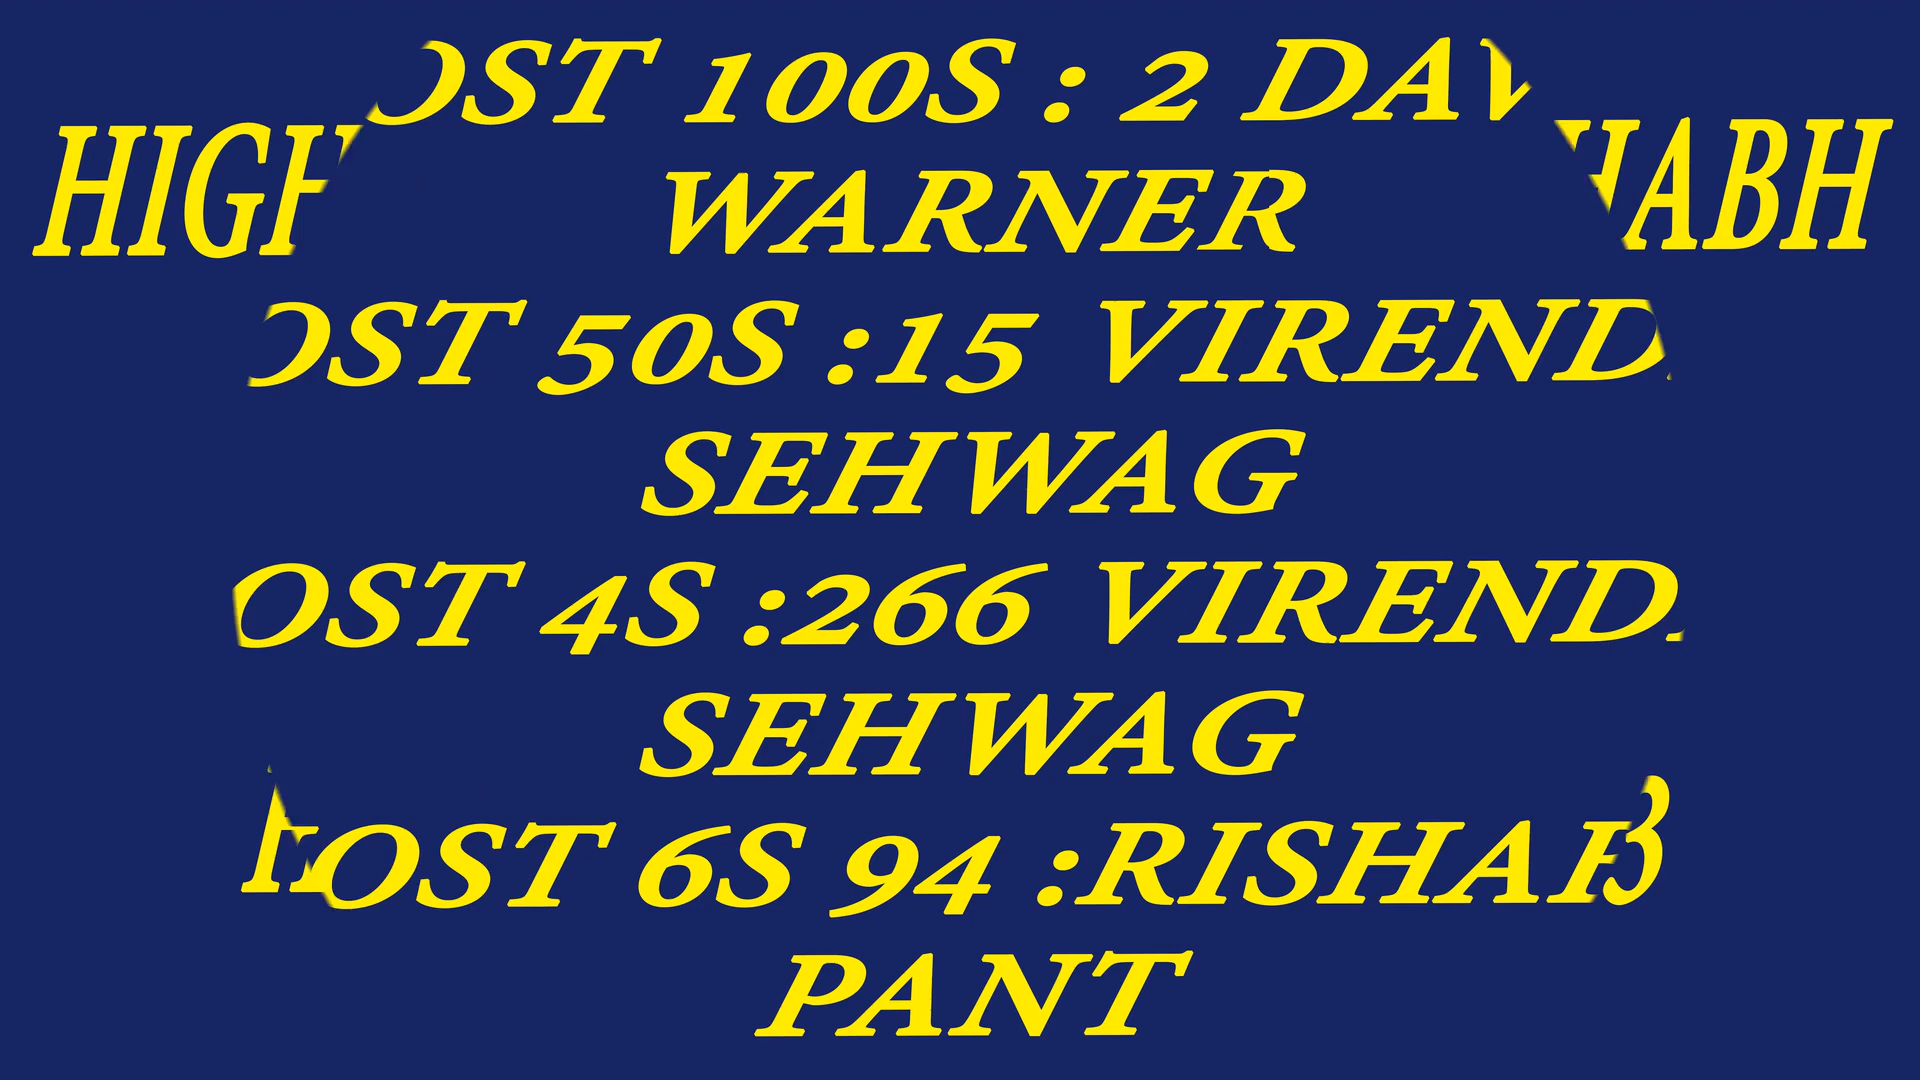 OST 100S : 2 DAV
HIGH
HABH
WARNER
OST 50S :15 VIREND
SEHWAG
OST 4S :266 VIREND
SEHWAG
OST 6S 94 :RISHAB
PANT